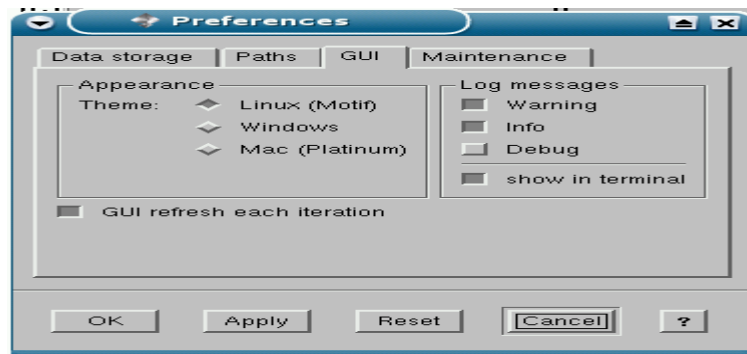 Preferences
Data storage Paths GUI Maintenance
Appearance
Theme: Linux (Motif)
Windows
Mac (Platinum)
Log messages
Warning
Info
Debug
show in terminal
GUI refresh each iteration
OK Apply Reset Cancel ?